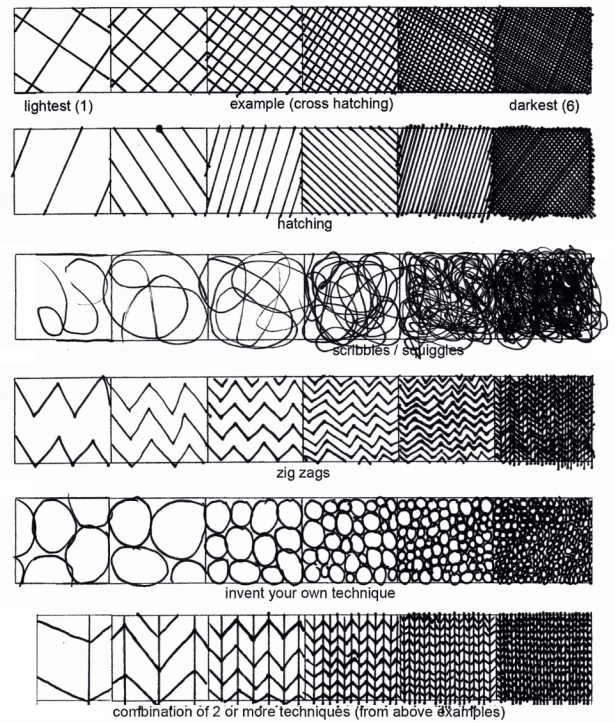 lightest (1) example (cross hatching) darkest (6)
hatching
scribbles / squiggles
zig zags
invent your own technique
combination of 2 or more techniques (from above examples)